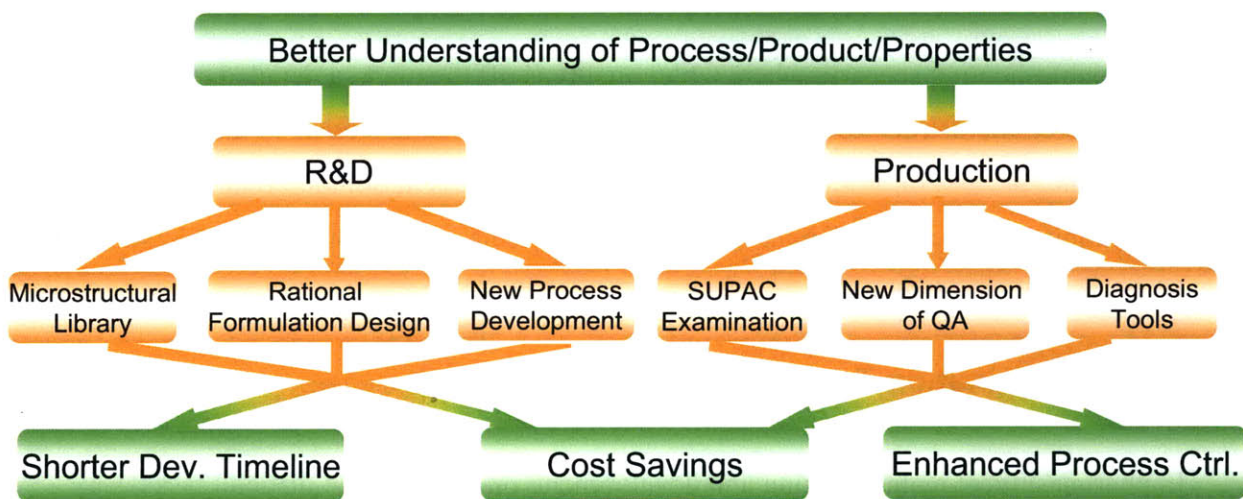 Better Understanding of Process/Product/Properties
R&D
Production
Microstructural
Library
Rational
Formulation Design
New Process
Development
SUPAC
Examination
New Dimension
of QA
Diagnosis
Tools
Shorter Dev. Timeline
Cost Savings
Enhanced Process Ctrl.